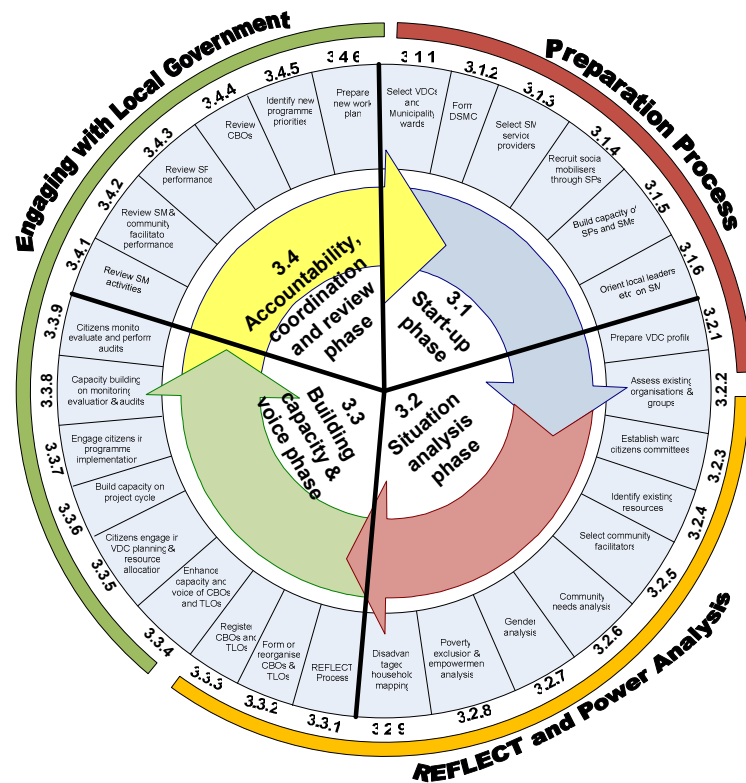 Engaging with Local Government
Preparation Process
REFLECT and Power Analysis
3.1
Start-up
phase
3.2
Situation
analysis
phase
3.3
Building
capacity &
voice phase
3.4
Accountability,
coordination
and review
phase
3.1.1
Select VDCs
and
Municipality
wards
3.1.2
Form
DSMC
3.1.3
Select SM
service
providers
3.1.4
Recruit socia
mobilisers
through SPs
3.1.5
Build capacity of
SPs and SMs
3.1.6
Orient local leaders
etc on SM
3.2.1
Prepare VDC profile
3.2.2
Assess existing
organisations &
groups
3.2.3
Establish ward
citizens committees
3.2.4
Identify existing
resources
3.2.5
Select community
facilitators
3.2.6
Community
needs analysis
3.2.7
Gender
analysis
3.2.8
Poverty
exclusion &
empowermen
analysis
3.2.9
Disadvan
taged
household
mapping
3.3.1
REFLECT
Process
3.3.2
Form or
reorganise
CBOs &
TLOs
3.3.3
Register
CBOs and
TLOs
3.3.4
Enhance
capacity and
voice of CBOs
and TLOs
3.3.5
Citizens engage in
VDC planning &
resource
allocation
3.3.6
Build capacity on
project cycle
3.3.7
Engage citizens in
programme
implementation
3.3.8
Capacity building
on monitoring
evaluation & audits
3.3.9
Citizens monito
evaluate and perform
audits
3.4.1
Review SM
activities
3.4.2
Review SM &
community
facilitato
performance
3.4.3
Review SP
performance
3.4.4
Review
CBOs
3.4.5
Identify new
programme
priorities
3.4.6
Prepare
new work
plan